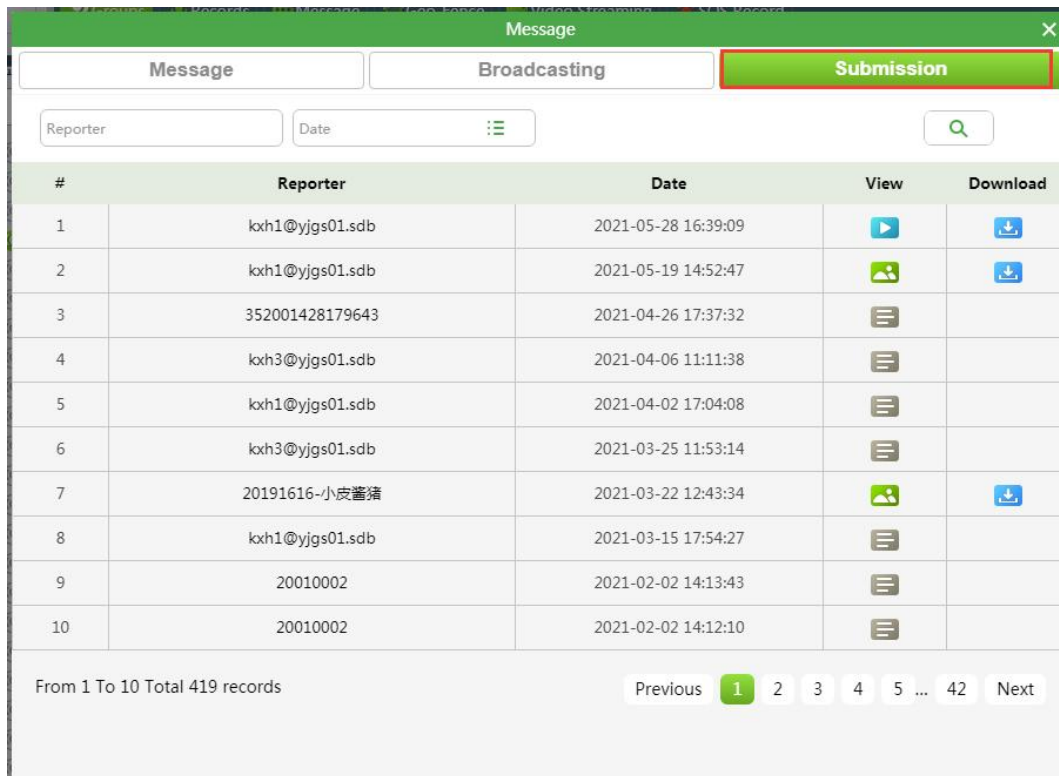 Message
Message Broadcasting Submission
Reporter Date
# Reporter Date View Download
1 kxh1@yjgs01.sdb 2021-05-28 16:39:09
2 kxh1@yjgs01.sdb 2021-05-19 14:52:47
3 352001428179643 2021-04-26 17:37:32
4 kxh3@yjgs01.sdb 2021-04-06 11:11:38
5 kxh1@yjgs01.sdb 2021-04-02 17:04:08
6 kxh3@yjgs01.sdb 2021-03-25 11:53:14
7 20191616-小皮酱猪 2021-03-22 12:43:34
8 kxh1@yjgs01.sdb 2021-03-15 17:54:27
9 20010002 2021-02-02 14:13:43
10 20010002 2021-02-02 14:12:10
From 1 To 10 Total 419 records Previous 1 2 3 4 5 ... 42 Next